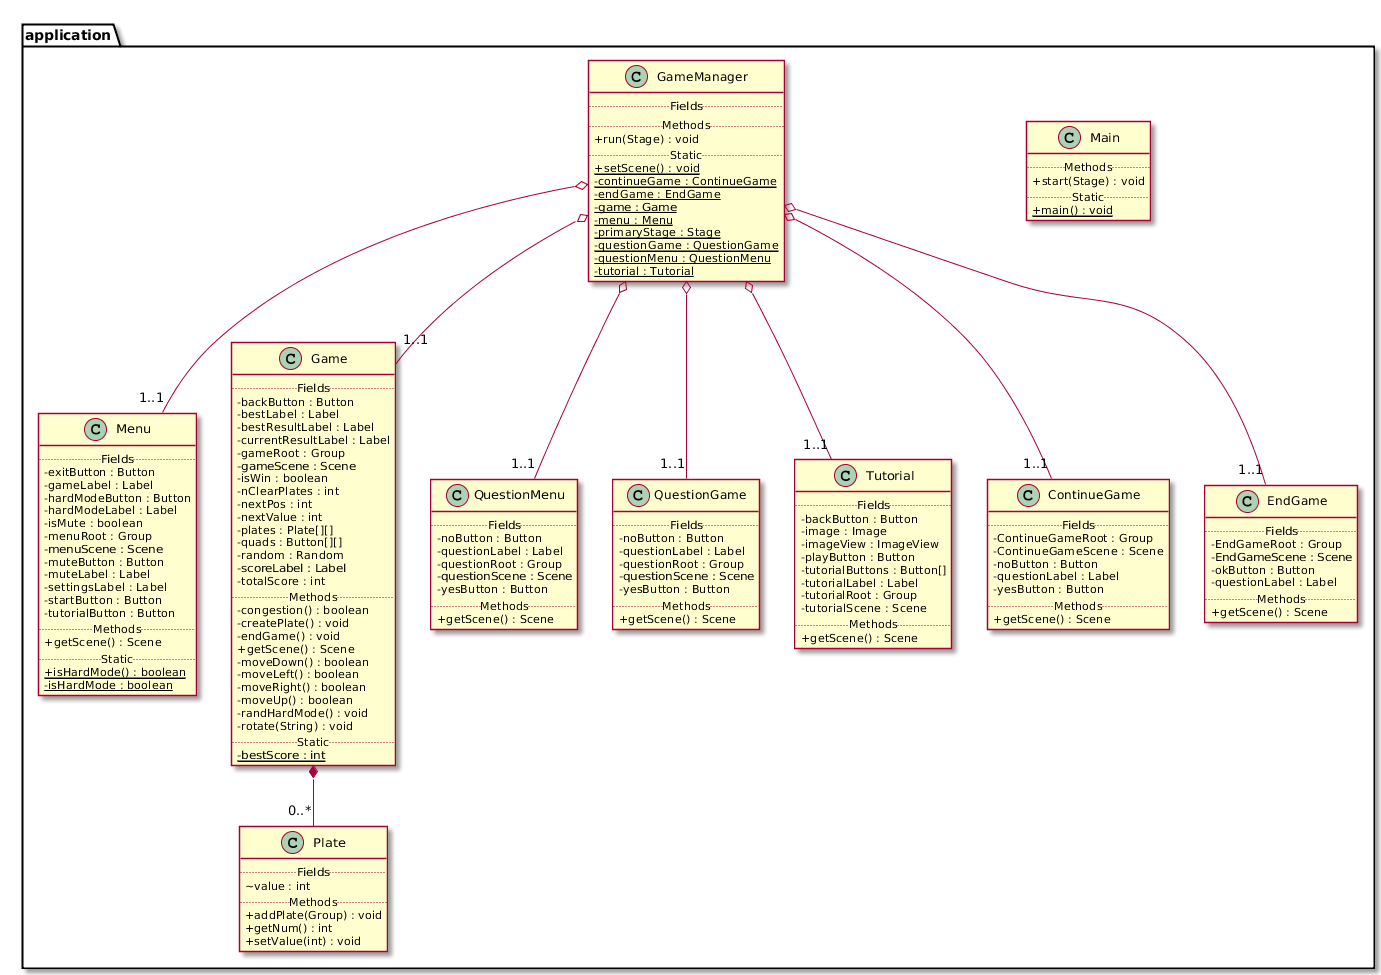 application
C GameManager
Fields
Methods
+run(Stage) : void
Static
+setScene() : void
-continueGame : ContinueGame
-endGame : EndGame
-game : Game
-menu : Menu
-primaryStage : Stage
-questionGame : QuestionGame
-questionMenu : QuestionMenu
-tutorial : Tutorial
C Main
Methods
+start(Stage) : void
Static
+main() : void
1..1
1..1
1..1
1..1
1..1
1..1
1..1
C Menu
Fields
-exitButton : Button
-gameLabel : Label
-hardModeButton : Button
-hardModeLabel : Label
-isMute : boolean
-menuRoot : Group
-menuScene : Scene
-muteButton : Button
-muteLabel : Label
-settingsLabel : Label
-startButton : Button
-tutorialButton : Button
Methods
+getScene() : Scene
Static
+isHardMode() : boolean
-isHardMode : boolean
C Game
Fields
-backButton : Button
-bestLabel : Label
-bestResultLabel : Label
-currentResultLabel : Label
-gameRoot : Group
-gameScene : Scene
-isWin : boolean
-nClearPlates : int
-nextPos : int
-nextValue : int
-plates : Plate[][]
-quads : Button[][]
-random : Random
-scoreLabel : Label
-totalScore : int
Methods
-congestion() : boolean
-createPlate() : void
-endGame() : void
+getScene() : Scene
-moveDown() : boolean
-moveLeft() : boolean
-moveRight() : boolean
-moveUp() : boolean
-randHardMode() : void
-rotate(String) : void
Static
-bestScore : int
C QuestionMenu
Fields
-noButton : Button
-questionLabel : Label
-questionRoot : Group
-questionScene : Scene
-yesButton : Button
Methods
+getScene() : Scene
C QuestionGame
Fields
-noButton : Button
-questionLabel : Label
-questionRoot : Group
-questionScene : Scene
-yesButton : Button
Methods
+getScene() : Scene
C Tutorial
Fields
-backButton : Button
-image : Image
-imageView : ImageView
-playButton : Button
-tutorialButtons : Button[]
-tutorialLabel : Label
-tutorialRoot : Group
-tutorialScene : Scene
Methods
+getScene() : Scene
C ContinueGame
Fields
-ContinueGameRoot : Group
-ContinueGameScene : Scene
-noButton : Button
-questionLabel : Label
-yesButton : Button
Methods
+getScene() : Scene
C EndGame
Fields
-EndGameRoot : Group
-EndGameScene : Scene
-okButton : Button
-questionLabel : Label
Methods
+getScene() : Scene
0..*
C Plate
Fields
~value : int
Methods
+addPlate(Group) : void
+getNum() : int
+setValue(int) : void